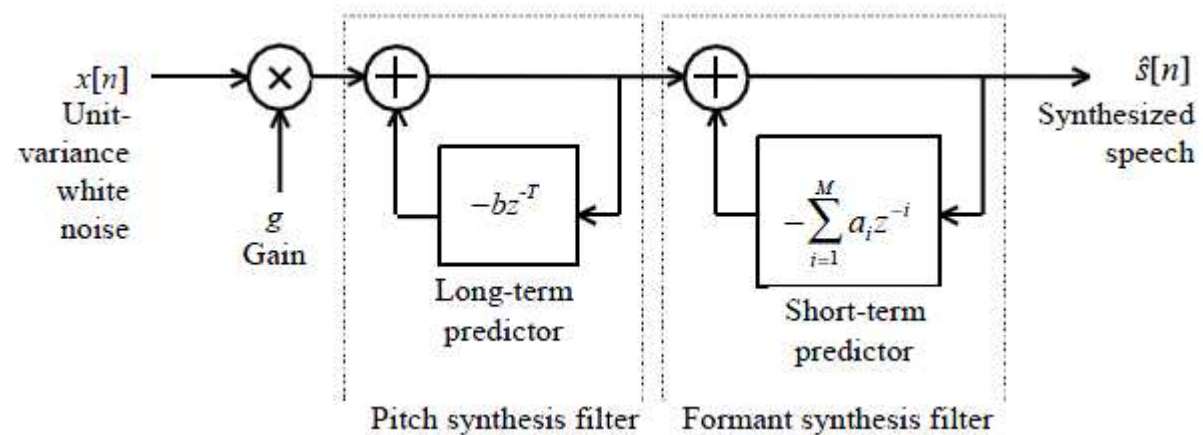 x[n]
Unit-
variance
white
noise
×
g
Gain
+
−bz^{-T}
Long-term
predictor
+
−∑_{i=1}^{M} a_i z^{−i}
Short-term
predictor
ŝ[n]
Synthesized
speech
Pitch synthesis filter
Formant synthesis filter